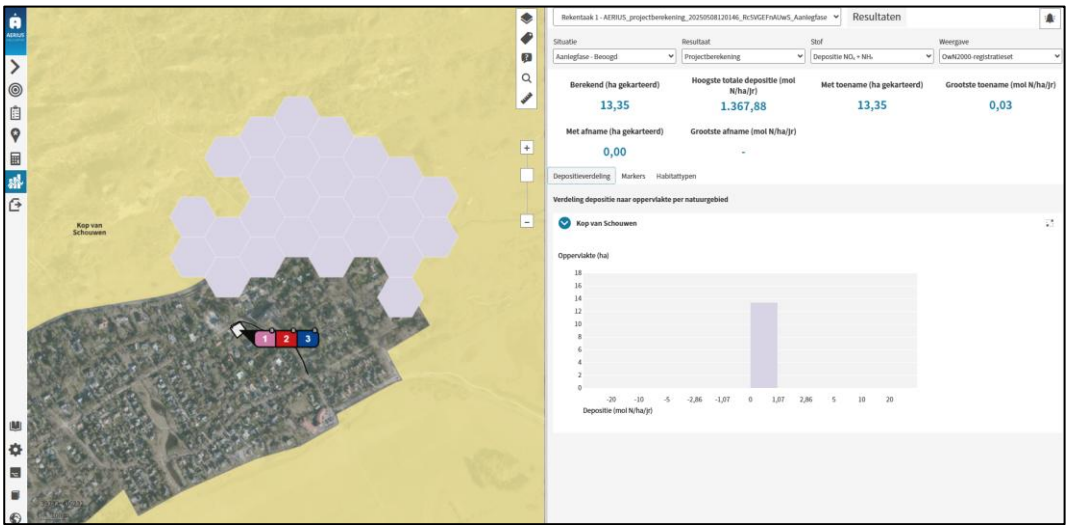 AERIUS
Kop van
Schouwen
1 2 3
Rekentaak 1 - AERIUS_projectberekening_20250508120146_RcSVGEFnAUwS_Aanlegfase
Resultaten
Situatie Resultaat Stof Weergave
Aanlegfase - Beoogd Projectberekening Depositie NOₓ + NH₃ OwN2000-registratieset
Berekend (ha gekarteerd) Hoogste totale depositie (mol Met toename (ha gekarteerd) Grootste toename (mol N/ha/jr)
N/ha/jr)
13,35 1.367,88 13,35 0,03
Met afname (ha gekarteerd) Grootste afname (mol N/ha/jr)
0,00 -
Depositieverdeling Markers Habitattypen
Verdeling depositie naar oppervlakte per natuurgebied
Kop van Schouwen
Oppervlakte (ha)
18
16
14
12
10
8
6
4
2
0
-20 -10 -5 -2,86 -1,07 0 1,07 2,86 5 10 20
Depositie (mol N/ha/jr)